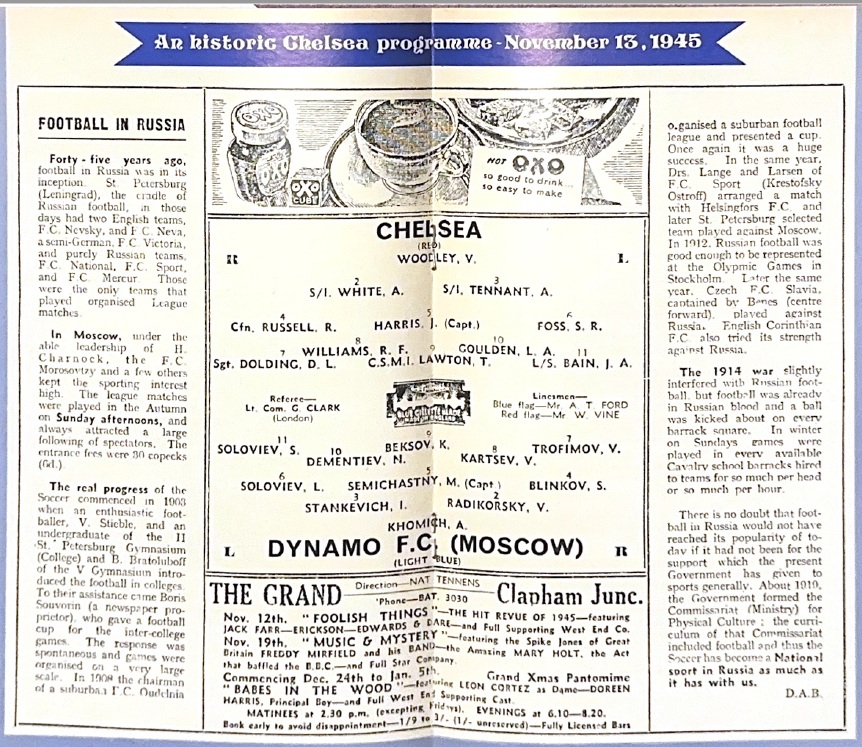 An historic Chelsea programme - November 13, 1945
FOOTBALL IN RUSSIA
Forty-five years ago,
football in Russia was in its
inception. St. Petersburg
(Leningrad), the cradle of
Russian football, in those
days had two English teams,
F.C. Nevsky, and F.C. Neva,
a semi-German, F.C. Victoria,
and purely Russian teams,
F.C. National, F.C. Sport,
and F.C. Mercur. Those
were the only teams that
played organised League
matches.
In Moscow, under the
able leadership of H.
Charnock, the F.C.
Morosovtzy and a few others
kept the sporting interest
high. The league matches
were played in the Autumn
on Sunday afternoons, and
always attracted a large
following of spectators. The
entrance fees were 30 copecks
(6d.)
The real progress of the
Soccer commenced in 1903
when an enthusiastic foot-
baller, V. Stieble, and an
undergraduate of the II
St. Petersburg Gymnasium
(College) and B. Bratoluboff
of the V Gymnasium intro-
duced the football in colleges.
To their assistance came Boris
Souvorin (a newspaper pro-
prietor), who gave a football
cup for the inter-college
games. The response was
spontaneous and games were
organised on a very large
scale. In 1908 the chairman
of a suburban F.C. Oudelnia
OXO
OXO
CUBE
HOT OXO
so good to drink...
so easy to make
CHELSEA
(RED)
R WOODLEY, V. L
2 3
S/I. WHITE, A. S/I. TENNANT, A.
4 5 6
Cfn. RUSSELL, R. HARRIS, J. (Capt.) FOSS, S. R.
8 10
WILLIAMS, R. F. GOULDEN, L. A.
7 9 11
Sgt. DOLDING, D. L. C.S.M.I. LAWTON, T. L/S. BAIN, J. A.
Referee—
Lt. Com. G. CLARK
(London)
Linesmen—
Blue flag—Mr. A. T. FORD
Red flag—Mr. W. VINE
11 9 7
SOLOVIEV, S. BEKSOV, K. TROFIMOV, V.
10 8
DEMENTIEV, N. KARTSEV, V.
6 5 4
SOLOVIEV, L. SEMICHASTNY, M. (Capt.) BLINKOV, S.
3 2
STANKEVICH, I. RADIKORSKY, V.
KHOMICH, A.
L DYNAMO F.C. (MOSCOW) R
(LIGHT BLUE)
THE GRAND Direction—NAT TENNENS
'Phone—BAT. 3030 Clapham Junc.
Nov. 12th. "FOOLISH THINGS"—THE HIT REVUE OF 1945—featuring
JACK FARR—ERICKSON—EDWARDS & DARE—and Full Supporting West End Co.
Nov. 19th. "MUSIC & MYSTERY"—featuring the Spike Jones of Great
Britain FREDDY MIRFIELD and his BAND—the Amazing MARY HOLT, the Act
that baffled the B.B.C.—and Full Star Company.
Commencing Dec. 24th to Jan. 5th. Grand Xmas Pantomime
"BABES IN THE WOOD"—featuring LEON CORTEZ as Dame—DOREEN
HARRIS, Principal Boy—and Full West End Supporting Cast.
MATINEES at 2.30 p.m. (excepting Fridays), EVENINGS at 6.10—8.20.
Book early to avoid disappointment—1/9 to 3/- (1/- unreserved)—Fully Licensed Bars
organised a suburban football
league and presented a cup.
Once again it was a huge
success. In the same year,
Drs. Lange and Larsen of
F.C. Sport (Krestofsky
Ostroff) arranged a match
with Helsingfors F.C. and
later St. Petersburg selected
team played against Moscow.
In 1912, Russian football was
good enough to be represented
at the Olypmic Games in
Stockholm. Later the same
year, Czech F.C. Slavia,
captained by Banes (centre
forward), played against
Russia. English Corinthian
F.C. also tried its strength
against Russia.
The 1914 war slightly
interfered with Russian foot-
ball, but football was already
in Russian blood and a ball
was kicked about on every
barrack square. In winter
on Sundays games were
played in every available
Cavalry school barracks hired
to teams for so much per head
or so much per hour.
There is no doubt that foot-
ball in Russia would not have
reached its popularity of to-
day if it had not been for the
support which the present
Government has given to
sports generally. About 1919,
the Government formed the
Commissariat (Ministry) for
Physical Culture; the curri-
culum of that Commissariat
included football and thus the
Soccer has become a National
sport in Russia as much as
it has with us.
D.A.B.